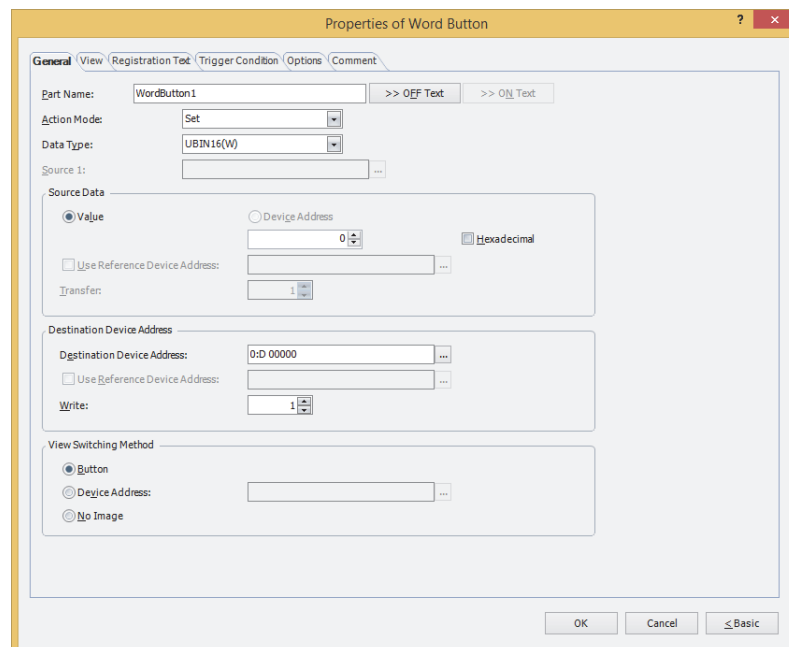 Properties of Word Button
? ×
General View Registration Text Trigger Condition Options Comment
Part Name: WordButton1 >> OFF Text >> ON Text
Action Mode: Set
Data Type: UBIN16(W)
Source 1: ...
Source Data
Value Device Address
0 Hexadecimal
Use Reference Device Address: ...
Transfer: 1
Destination Device Address
Destination Device Address: 0:D 00000 ...
Use Reference Device Address: ...
Write: 1
View Switching Method
Button
Device Address: ...
No Image
OK Cancel < Basic